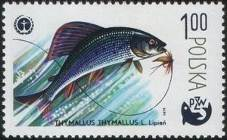 1.00
POLSKA
PZW
THYMALLUS THYMALLUS L. Lipień